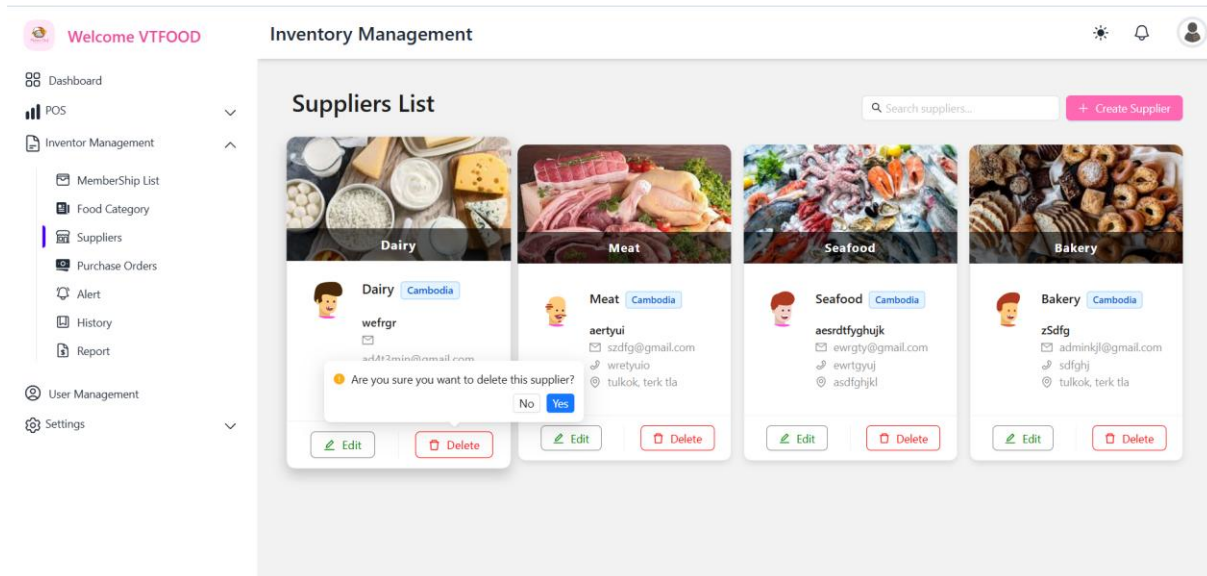 Welcome VTFOOD
Inventory Management
Dashboard
POS
Inventor Management
MemberShip List
Food Category
Suppliers
Purchase Orders
Alert
History
Report
User Management
Settings
Suppliers List
Search suppliers...
+ Create Supplier
Dairy
Meat
Seafood
Bakery
Dairy Cambodia
wefrgr
ad4t3min@gmail.com
Are you sure you want to delete this supplier?
No Yes
Edit Delete
Meat Cambodia
aertyui
szdfg@gmail.com
wretyuio
tulkok, terk tla
Edit Delete
Seafood Cambodia
aesrdtfyghujk
ewrgty@gmail.com
ewrtgyuj
asdfghjkl
Edit Delete
Bakery Cambodia
zSdfg
adminkjl@gmail.com
sdfghj
tulkok, terk tla
Edit Delete